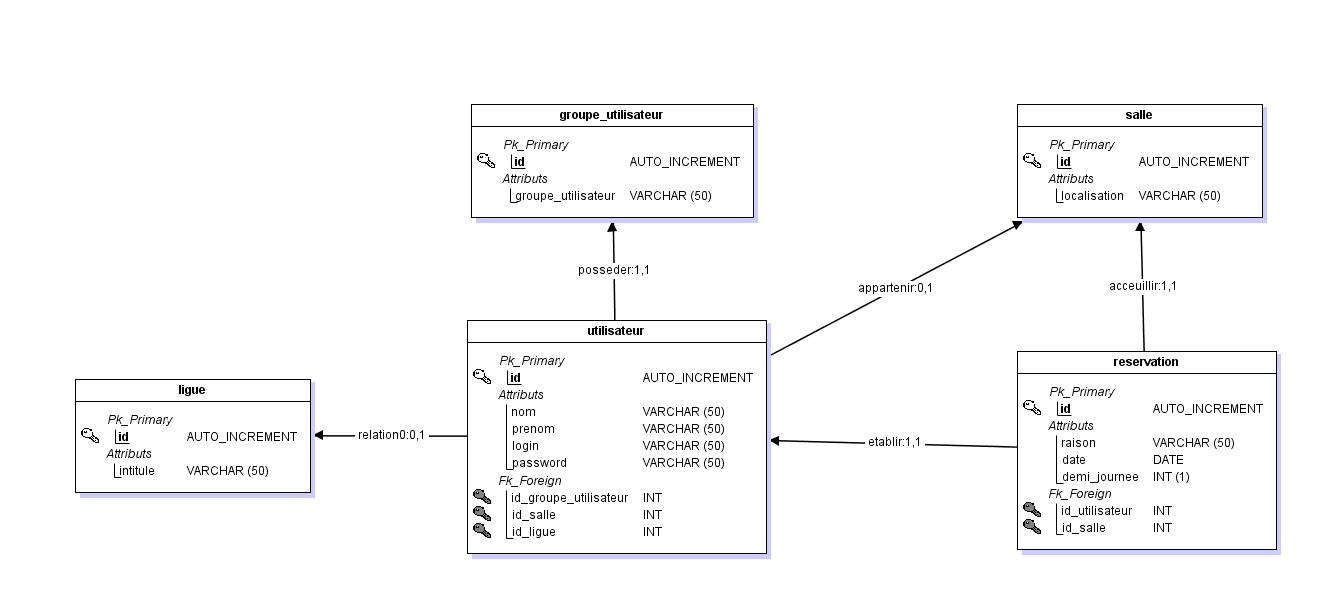 groupe_utilisateur
Pk_Primary
id AUTO_INCREMENT
Attributs
groupe_utilisateur VARCHAR (50)
salle
Pk_Primary
id AUTO_INCREMENT
Attributs
localisation VARCHAR (50)
posseder:1,1
appartenir:0,1
acceuillir:1,1
ligue
Pk_Primary
id AUTO_INCREMENT
Attributs
intitule VARCHAR (50)
relation0:0,1
utilisateur
Pk_Primary
id AUTO_INCREMENT
Attributs
nom VARCHAR (50)
prenom VARCHAR (50)
login VARCHAR (50)
password VARCHAR (50)
Fk_Foreign
id_groupe_utilisateur INT
id_salle INT
id_ligue INT
etablir:1,1
reservation
Pk_Primary
id AUTO_INCREMENT
Attributs
raison VARCHAR (50)
date DATE
demi_journee INT (1)
Fk_Foreign
id_utilisateur INT
id_salle INT